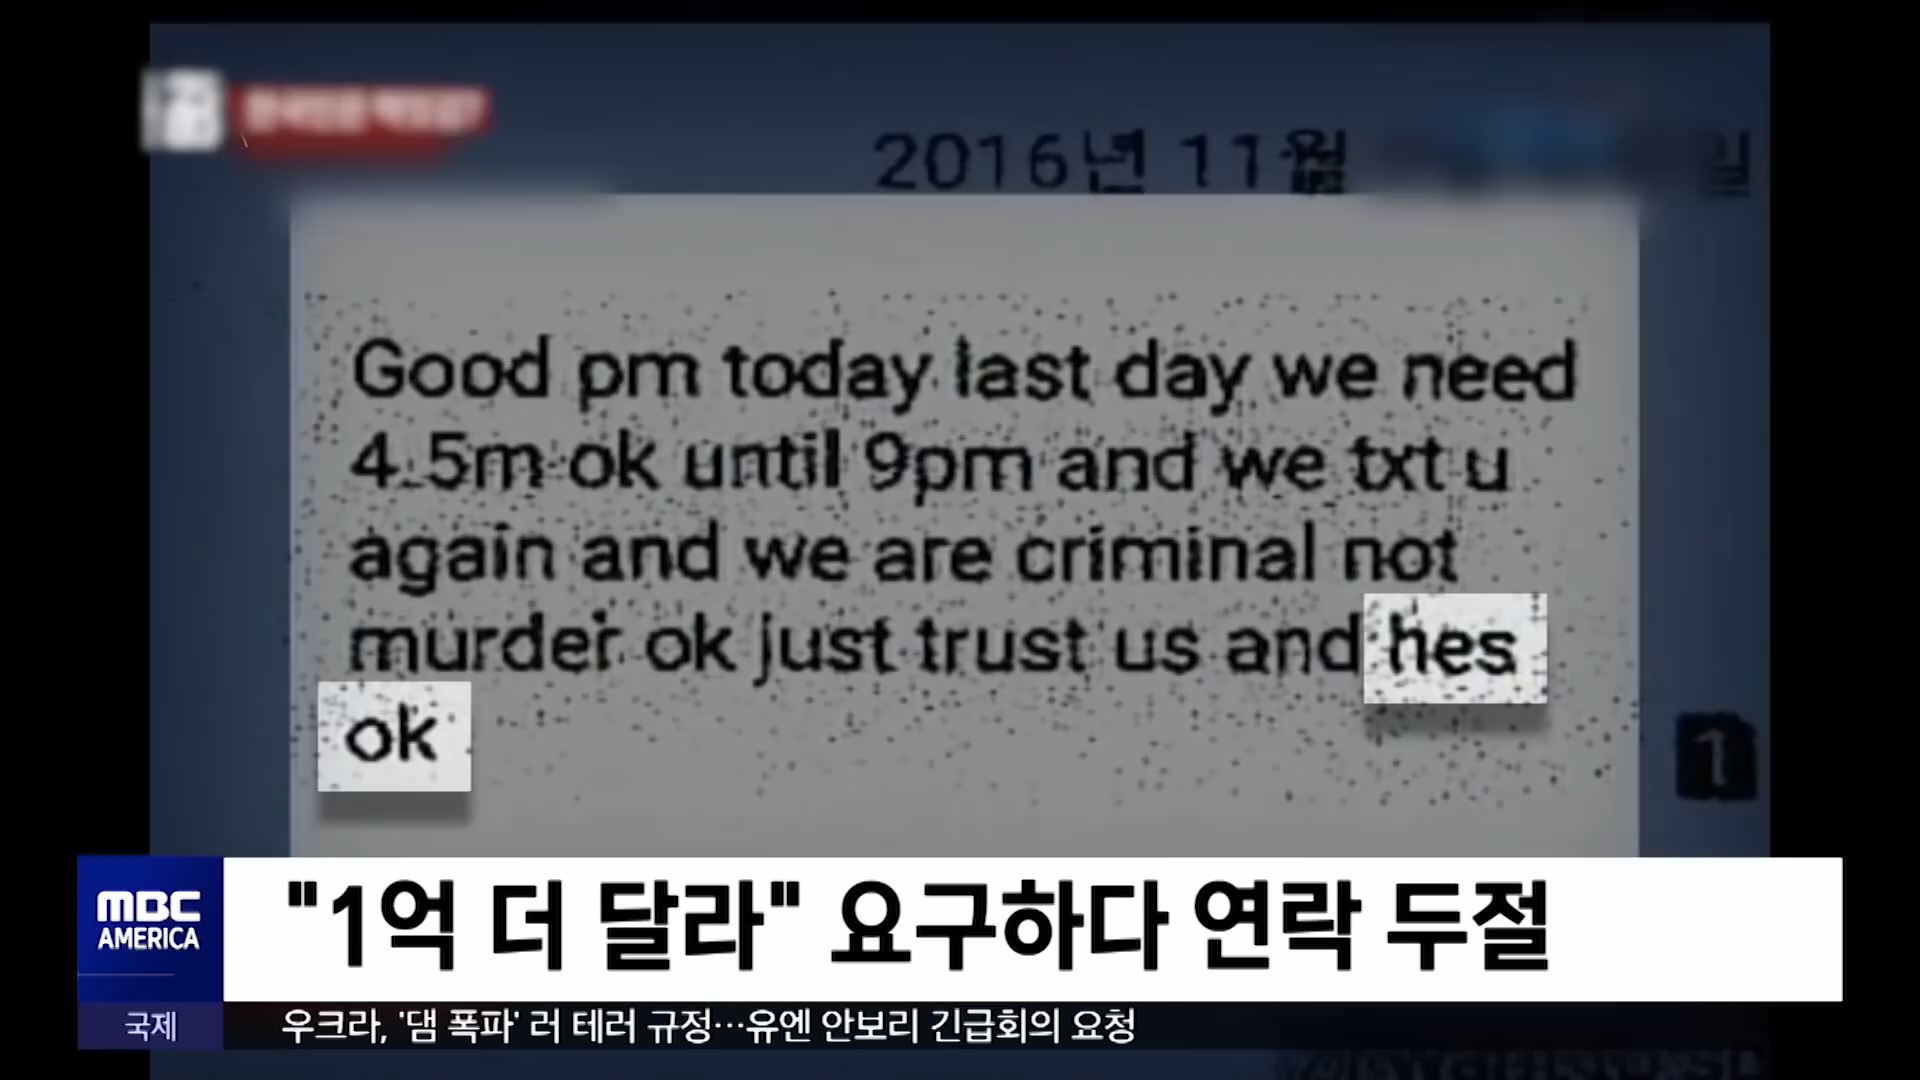 2016년 11월 일
Good pm today last day we need
4.5m ok until 9pm and we txt u
again and we are criminal not
murder ok just trust us and hes
ok
1
MBC
AMERICA
"1억 더 달라" 요구하다 연락 두절
국제
우크라, '댐 폭파' 러 테러 규정…유엔 안보리 긴급회의 요청